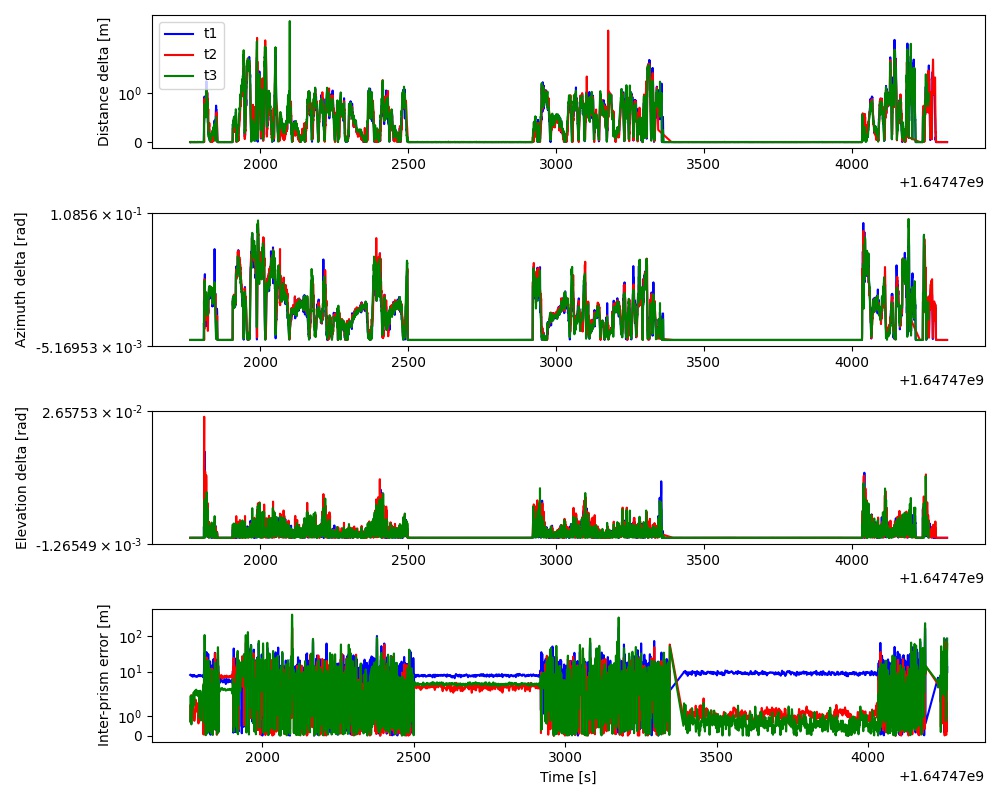 Distance delta [m]
t1
t2
t3
10⁰
0
2000 2500 3000 3500 4000
+1.64747e9
Azimuth delta [rad]
1.0856 × 10⁻¹
-5.16953 × 10⁻³
2000 2500 3000 3500 4000
+1.64747e9
Elevation delta [rad]
2.65753 × 10⁻²
-1.26549 × 10⁻³
2000 2500 3000 3500 4000
+1.64747e9
Inter-prism error [m]
10²
10¹
10⁰
0
2000 2500 3000 3500 4000
Time [s]
+1.64747e9